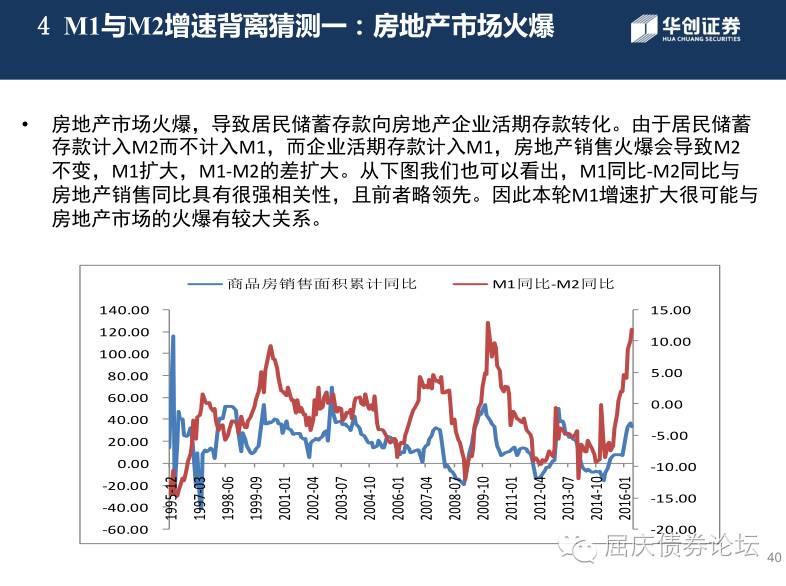 4 M1与M2增速背离猜测一：房地产市场火爆
华创证券
HUA CHUANG SECURITIES
• 房地产市场火爆，导致居民储蓄存款向房地产企业活期存款转化。由于居民储蓄
存款计入M2而不计入M1，而企业活期存款计入M1，房地产销售火爆会导致M2
不变，M1扩大，M1-M2的差扩大。从下图我们也可以看出，M1同比-M2同比与
房地产销售同比具有很强相关性，且前者略领先。因此本轮M1增速扩大很可能与
房地产市场的火爆有较大关系。
商品房销售面积累计同比 M1同比-M2同比
140.00 15.00
120.00
100.00 10.00
80.00 5.00
60.00
40.00 0.00
20.00 -5.00
0.00
-20.00 -10.00
-40.00 -15.00
-60.00 -20.00
1995-12 1997-03 1998-06 1999-09 2001-01 2002-04 2003-07 2004-10 2006-01 2007-04 2008-07 2009-10 2011-01 2012-04 2013-07 2014-10 2016-01
屈庆债券论坛
40